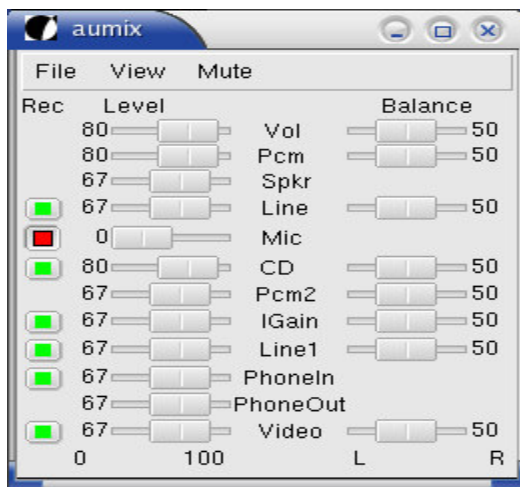 aumix
File View Mute
Rec Level Balance
80 Vol 50
80 Pcm 50
67 Spkr
67 Line 50
0 Mic
80 CD 50
67 Pcm2 50
67 IGain 50
67 Line1 50
67 PhoneIn
67 PhoneOut
67 Video 50
0 100 L R